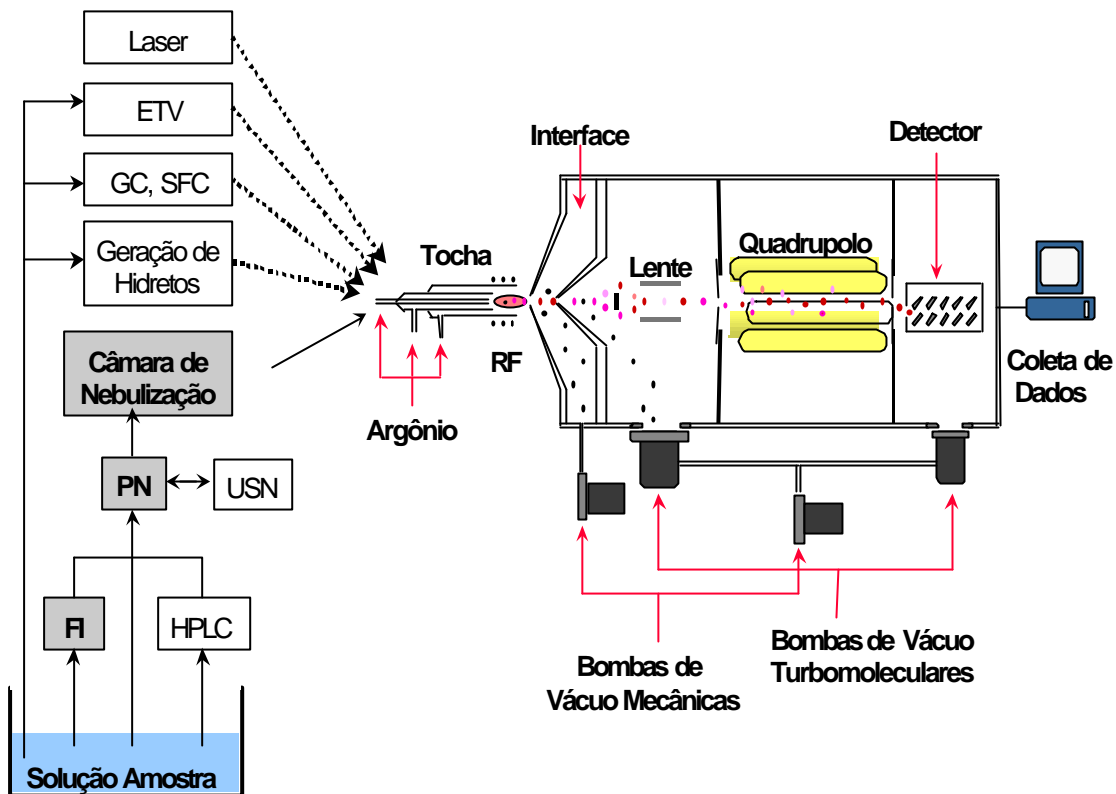 Laser
ETV
GC, SFC
Geração de
Hidretos
Câmara de
Nebulização
PN
USN
FI
HPLC
Solução Amostra
Tocha
RF
Argônio
Interface
Lente
Quadrupolo
Detector
Coleta de
Dados
Bombas de
Vácuo Mecânicas
Bombas de Vácuo
Turbomoleculares